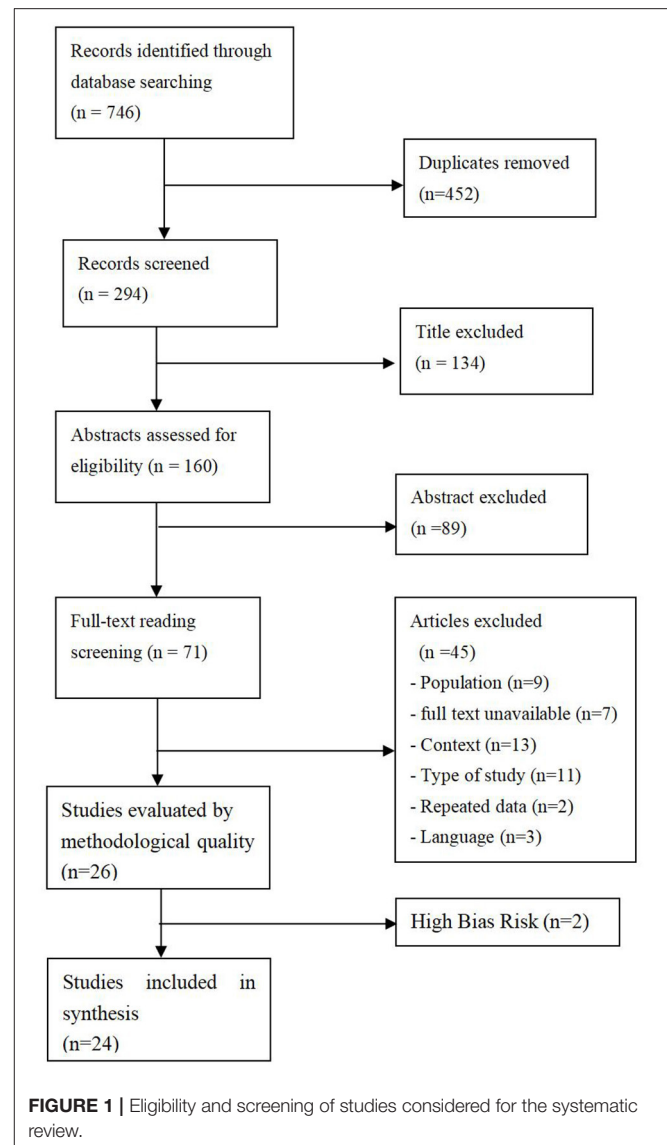 Records identified through
database searching
(n = 746)
Duplicates removed
(n=452)
Records screened
(n = 294)
Title excluded
(n = 134)
Abstracts assessed for
eligibility (n = 160)
Abstract excluded
(n =89)
Full-text reading
screening (n = 71)
Articles excluded
(n =45)
- Population (n=9)
- full text unavailable (n=7)
- Context (n=13)
- Type of study (n=11)
- Repeated data (n=2)
- Language (n=3)
Studies evaluated by
methodological quality
(n=26)
High Bias Risk (n=2)
Studies included in
synthesis
(n=24)
FIGURE 1 | Eligibility and screening of studies considered for the systematic
review.